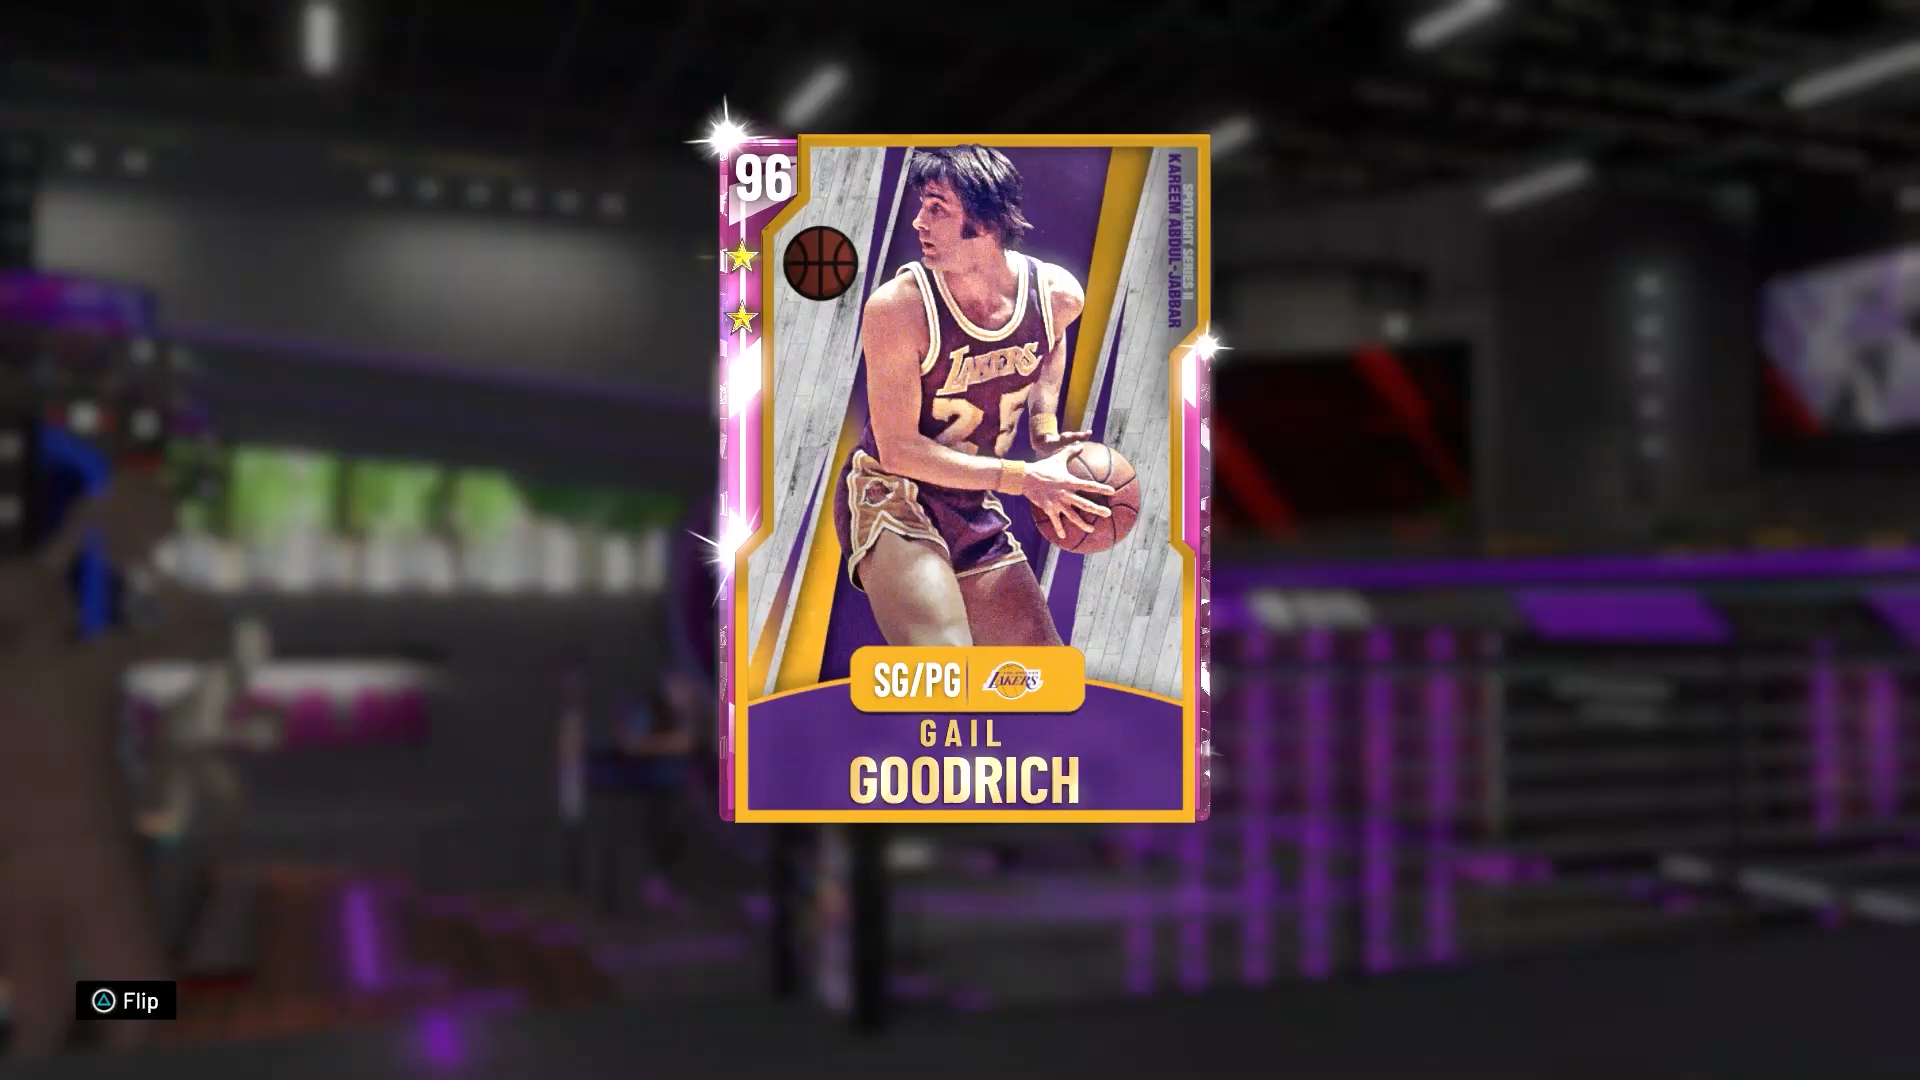 96
SPOTLIGHT SERIES II
KAREEM ABDUL-JABBAR
LAKERS
25
SG/PG
LAKERS
GAIL
GOODRICH
Flip